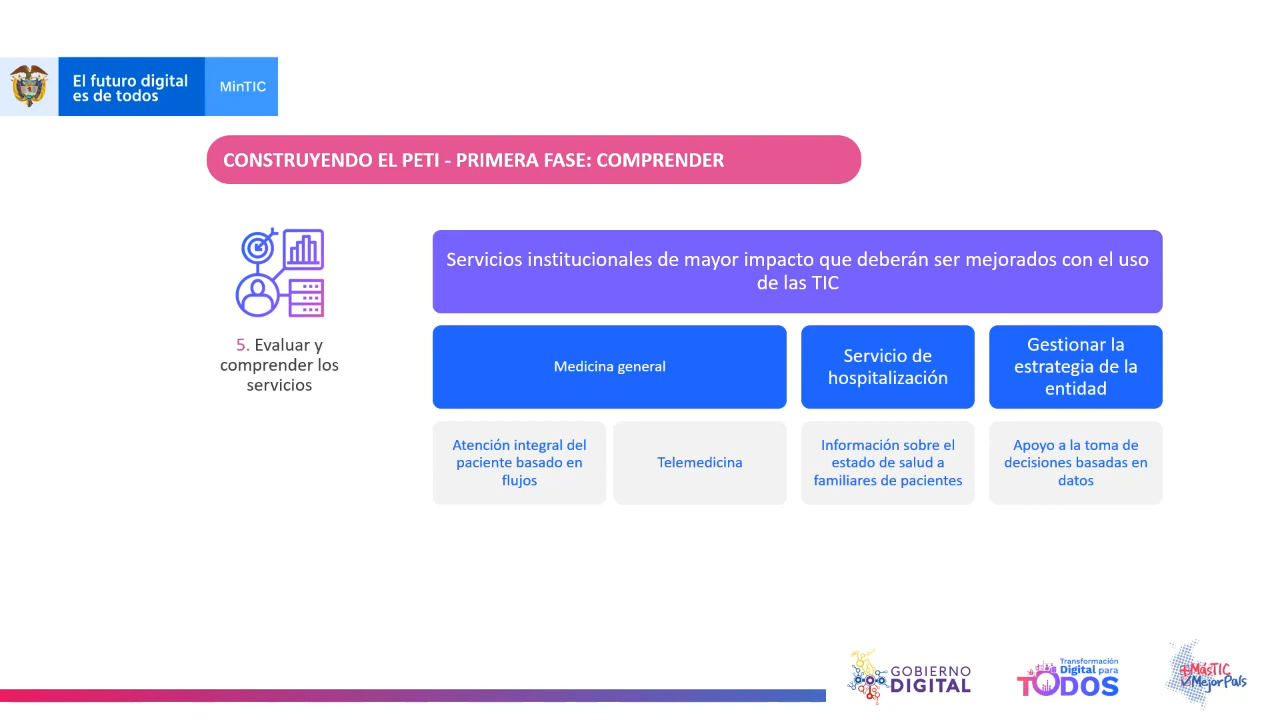 El futuro digital
es de todos
MinTIC
CONSTRUYENDO EL PETI - PRIMERA FASE: COMPRENDER
5. Evaluar y
comprender los
servicios
Servicios institucionales de mayor impacto que deberán ser mejorados con el uso
de las TIC
Medicina general
Servicio de
hospitalización
Gestionar la
estrategia de la
entidad
Atención integral del
paciente basado en
flujos
Telemedicina
Información sobre el
estado de salud a
familiares de pacientes
Apoyo a la toma de
decisiones basadas en
datos
GOBIERNO
DIGITAL
Transformación
Digital para
TODOS
+MásTIC
MejorPaís